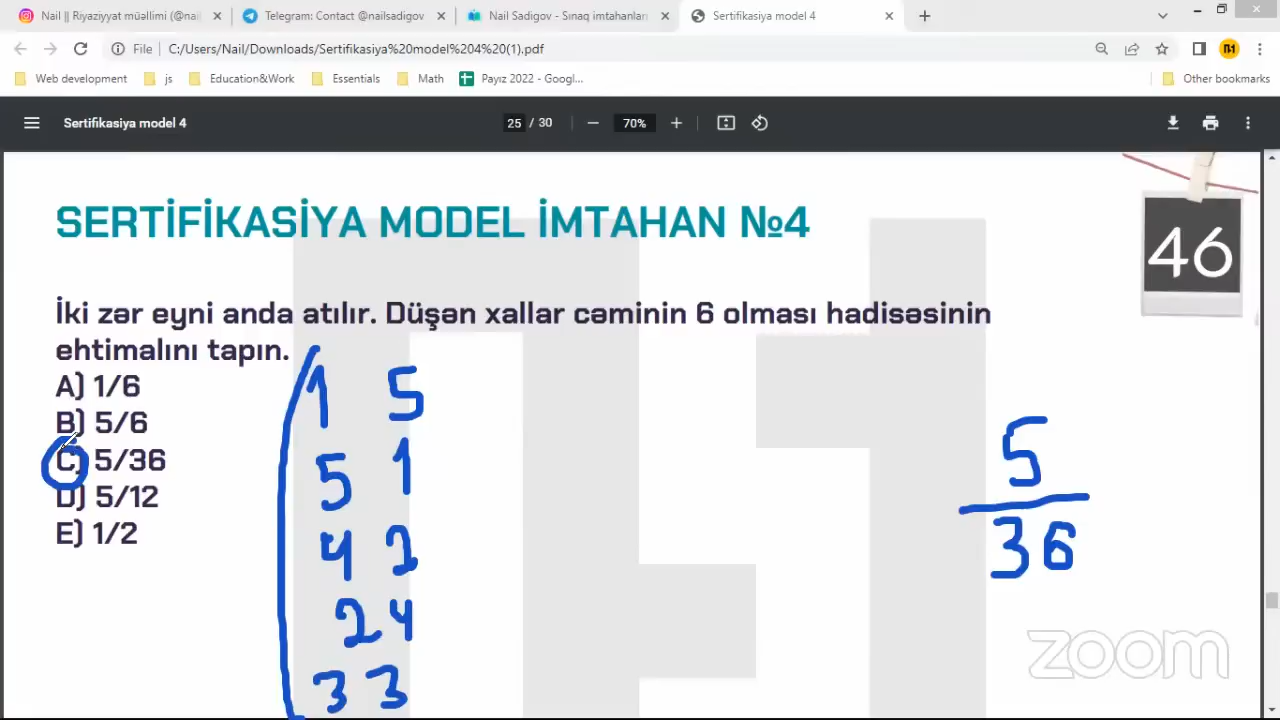 Nail || Riyaziyyat müəllimi (@nail
Telegram: Contact @nailsadigov
Nail Sadigov - Sınaq imtahanları
Sertifikasiya model 4
File
C:/Users/Nail/Downloads/Sertifikasiya%20model%204%20(1).pdf
Web development
js
Education&Work
Essentials
Math
Payız 2022 - Googl...
Other bookmarks
Sertifikasiya model 4
25 / 30
70%
SERTİFİKASİYA MODEL İMTAHAN №4
46
İki zər eyni anda atılır. Düşən xallar cəminin 6 olması hadisəsinin
ehtimalını tapın.
A) 1/6
B) 5/6
C) 5/36
D) 5/12
E) 1/2
1 5
5 1
4 2
2 4
3 3
5
36
zoom